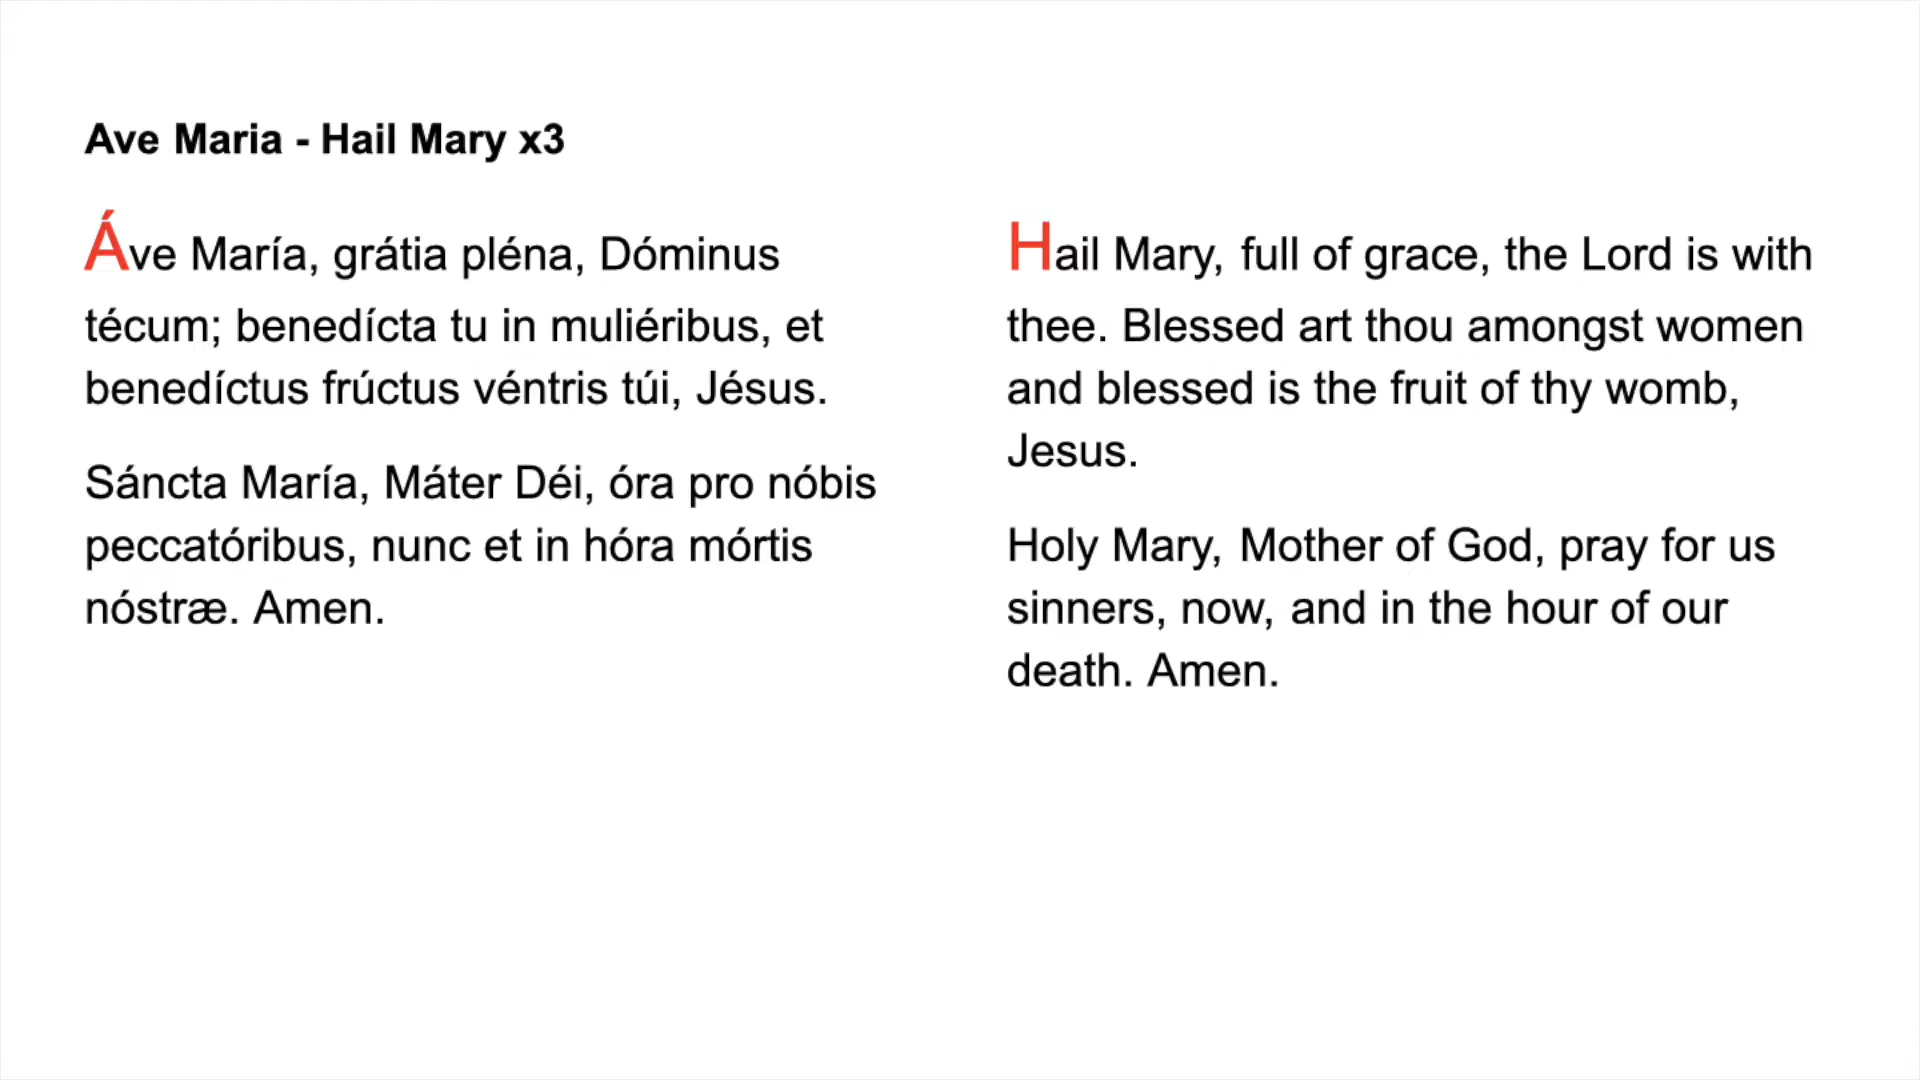 Ave Maria - Hail Mary x3
Áve María, grátia pléna, Dóminus
técum; benedícta tu in muliéribus, et
benedíctus frúctus véntris túi, Jésus.
Sáncta María, Máter Déi, óra pro nóbis
peccatóribus, nunc et in hóra mórtis
nóstræ. Amen.
Hail Mary, full of grace, the Lord is with
thee. Blessed art thou amongst women
and blessed is the fruit of thy womb,
Jesus.
Holy Mary, Mother of God, pray for us
sinners, now, and in the hour of our
death. Amen.